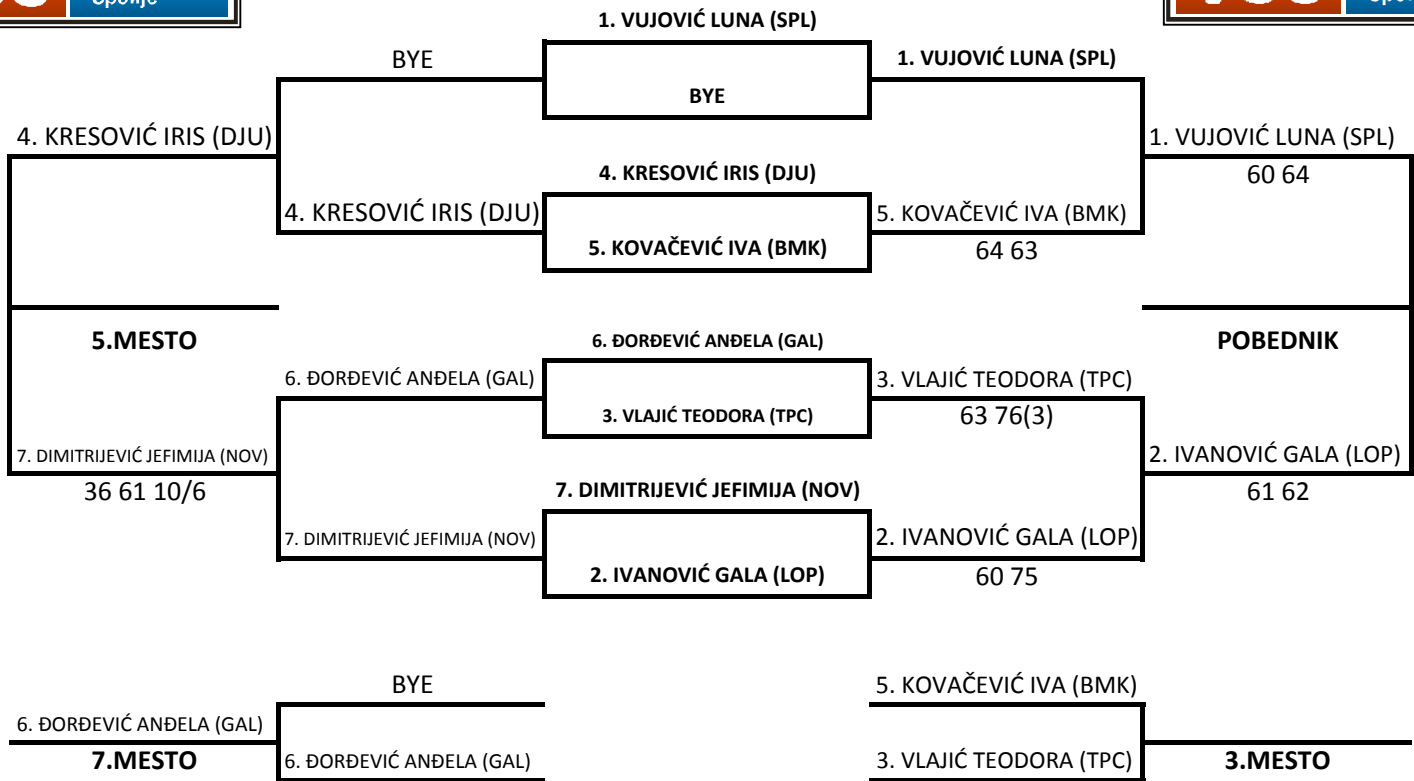 1. VUJOVIĆ LUNA (SPL)
BYE
1. VUJOVIĆ LUNA (SPL)
BYE
4. KRESOVIĆ IRIS (DJU)
1. VUJOVIĆ LUNA (SPL)
60 64
4. KRESOVIĆ IRIS (DJU)
4. KRESOVIĆ IRIS (DJU)
5. KOVAČEVIĆ IVA (BMK)
5. KOVAČEVIĆ IVA (BMK)
64 63
5.MESTO
6. ĐORĐEVIĆ ANĐELA (GAL)
POBEDNIK
6. ĐORĐEVIĆ ANĐELA (GAL)
3. VLAJIĆ TEODORA (TPC)
3. VLAJIĆ TEODORA (TPC)
63 76(3)
7. DIMITRIJEVIĆ JEFIMIJA (NOV)
2. IVANOVIĆ GALA (LOP)
36 61 10/6
7. DIMITRIJEVIĆ JEFIMIJA (NOV)
61 62
7. DIMITRIJEVIĆ JEFIMIJA (NOV)
2. IVANOVIĆ GALA (LOP)
2. IVANOVIĆ GALA (LOP)
60 75
BYE
5. KOVAČEVIĆ IVA (BMK)
6. ĐORĐEVIĆ ANĐELA (GAL)
7.MESTO
6. ĐORĐEVIĆ ANĐELA (GAL)
3. VLAJIĆ TEODORA (TPC)
3.MESTO